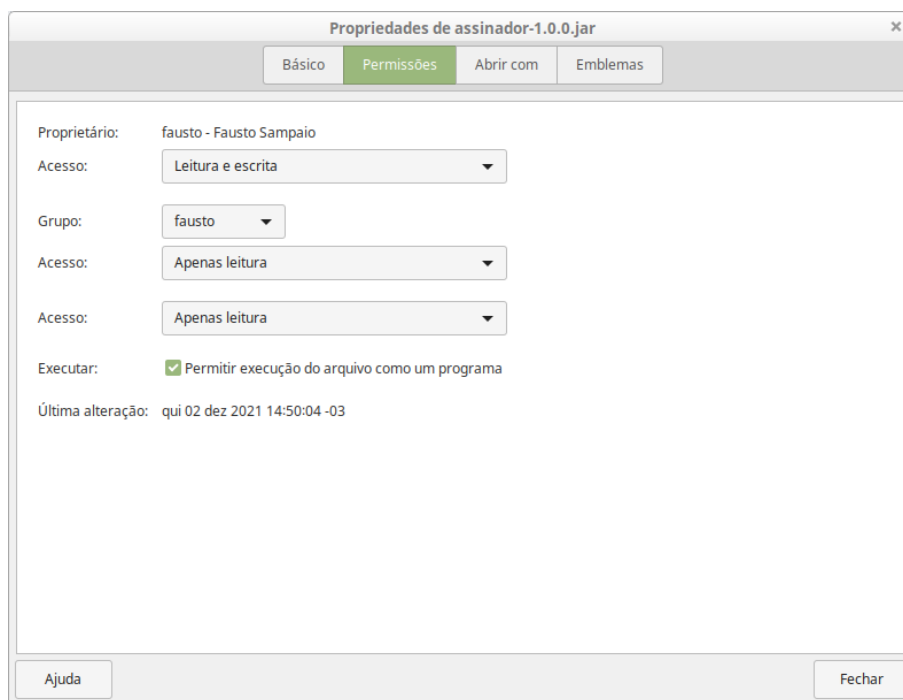 Propriedades de assinador-1.0.0.jar ×
Básico Permissões Abrir com Emblemas
Proprietário: fausto - Fausto Sampaio
Acesso: Leitura e escrita
Grupo: fausto
Acesso: Apenas leitura
Acesso: Apenas leitura
Executar: Permitir execução do arquivo como um programa
Última alteração: qui 02 dez 2021 14:50:04 -03
Ajuda Fechar